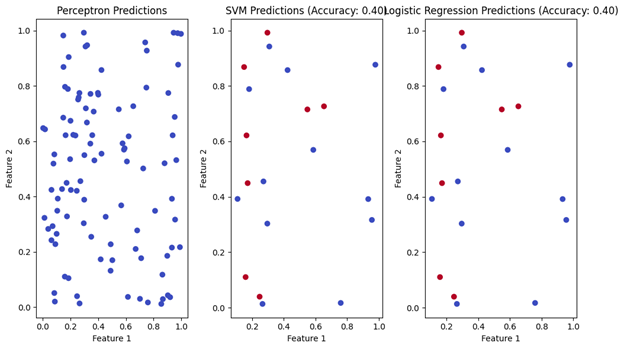 Perceptron Predictions
SVM Predictions (Accuracy: 0.40)
Logistic Regression Predictions (Accuracy: 0.40)
1.0
0.8
0.6
0.4
0.2
0.0
Feature 2
0.0 0.2 0.4 0.6 0.8 1.0
Feature 1
1.0
0.8
0.6
0.4
0.2
0.0
Feature 2
0.2 0.4 0.6 0.8 1.0
Feature 1
1.0
0.8
0.6
0.4
0.2
0.0
Feature 2
0.2 0.4 0.6 0.8 1.0
Feature 1